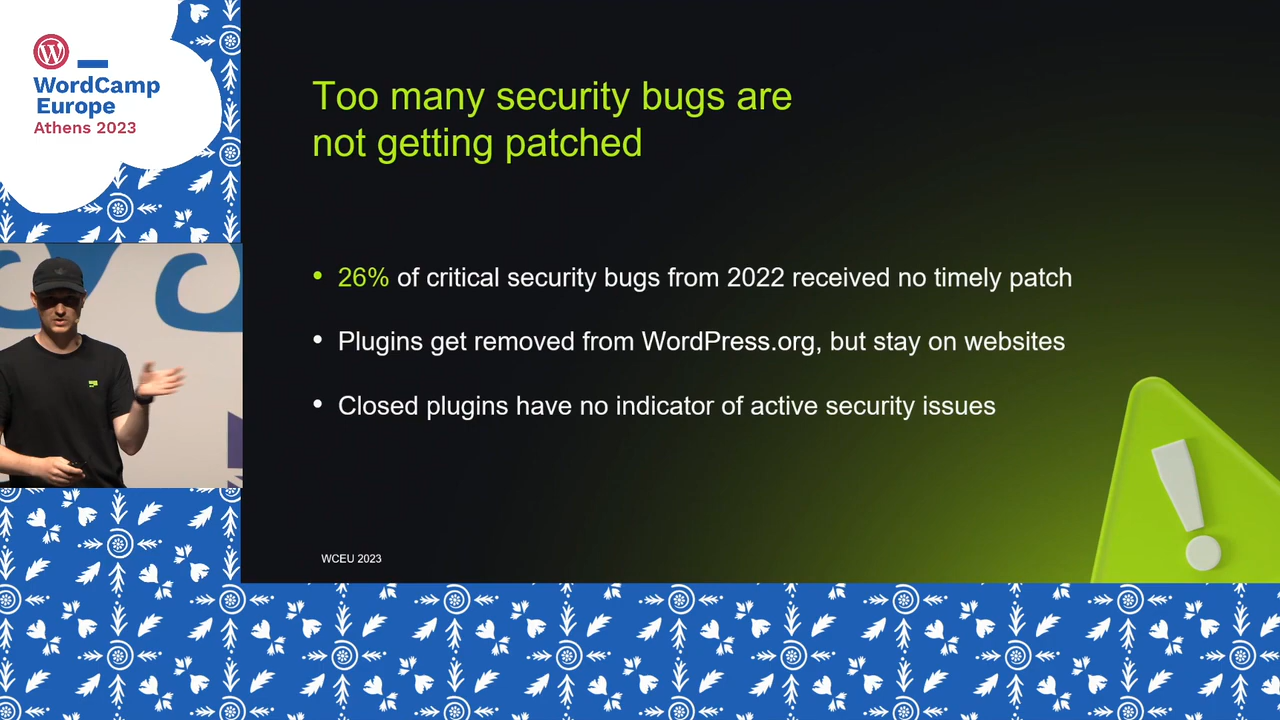 WordCamp
Europe
Athens 2023
Too many security bugs are
not getting patched
26% of critical security bugs from 2022 received no timely patch
Plugins get removed from WordPress.org, but stay on websites
Closed plugins have no indicator of active security issues
WCEU 2023